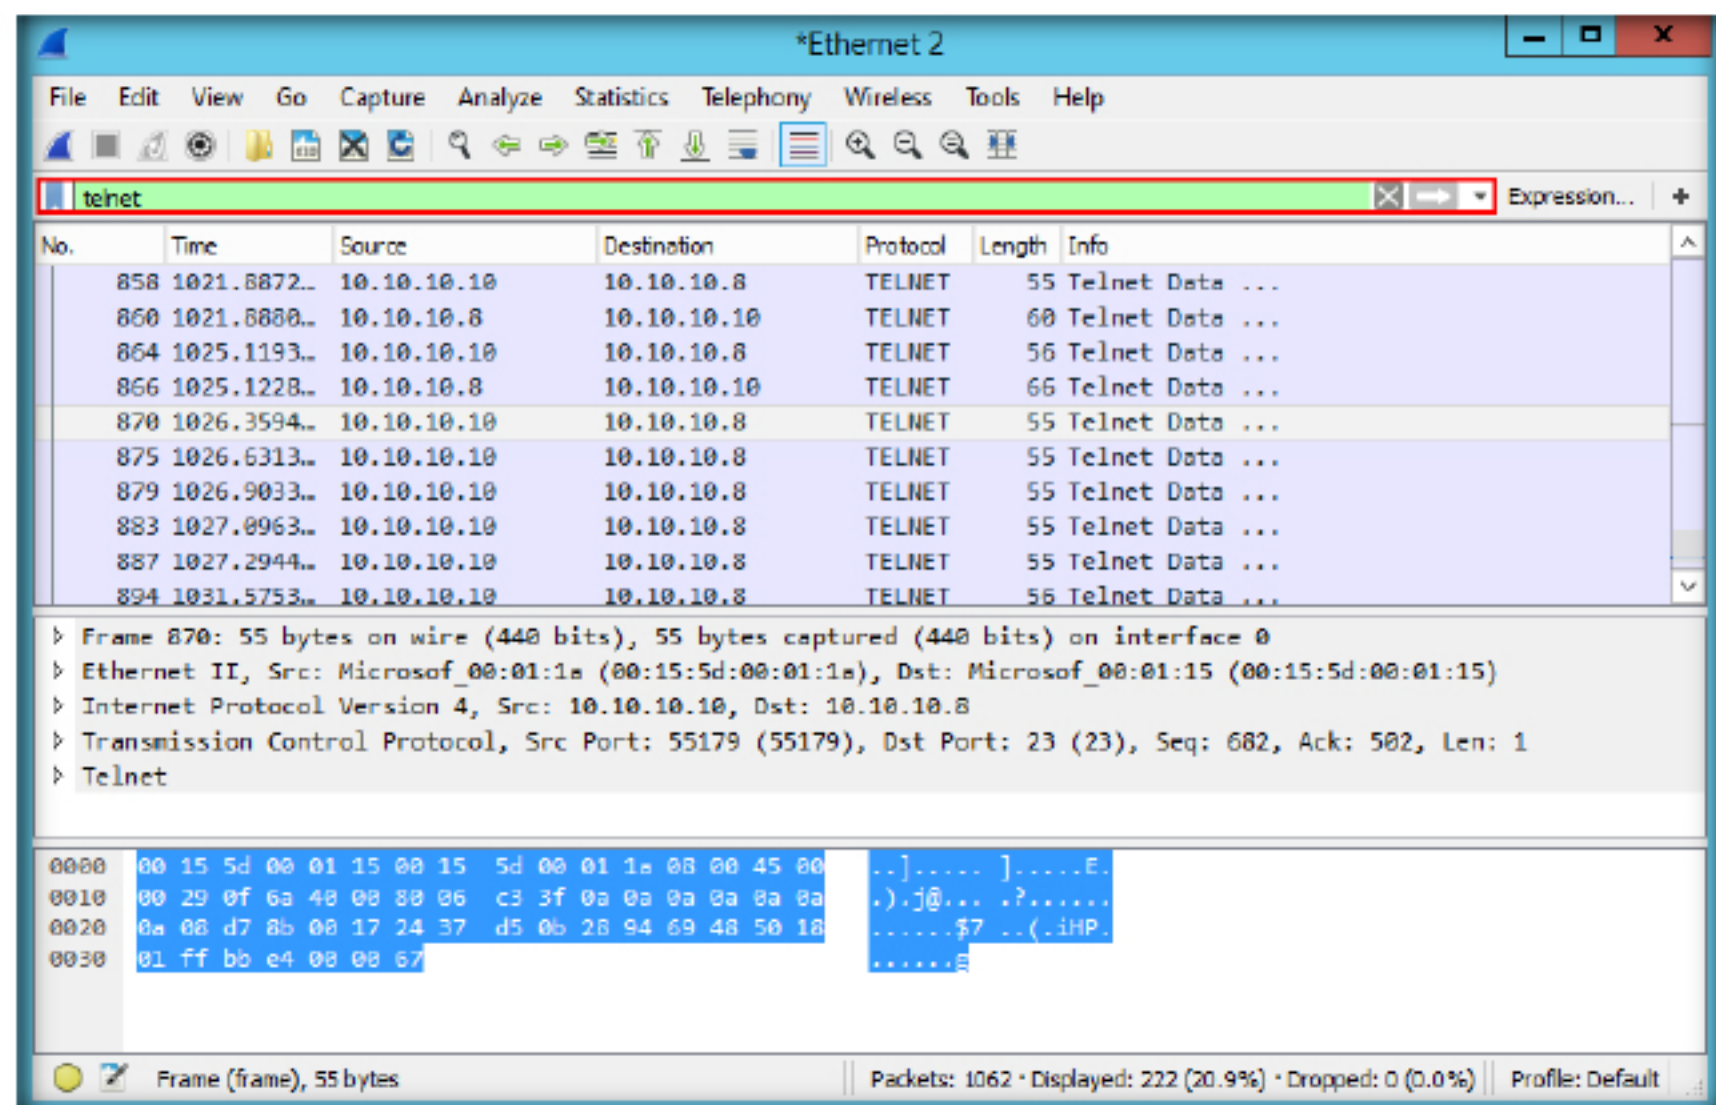 *Ethernet 2
File Edit View Go Capture Analyze Statistics Telephony Wireless Tools Help
telnet Expression... +
No. Time Source Destination Protocol Length Info
858 1021.8872… 10.10.10.10 10.10.10.8 TELNET 55 Telnet Data ...
860 1021.8880… 10.10.10.8 10.10.10.10 TELNET 60 Telnet Data ...
864 1025.1193… 10.10.10.10 10.10.10.8 TELNET 56 Telnet Data ...
866 1025.1228… 10.10.10.8 10.10.10.10 TELNET 66 Telnet Data ...
870 1026.3594… 10.10.10.10 10.10.10.8 TELNET 55 Telnet Data ...
875 1026.6313… 10.10.10.10 10.10.10.8 TELNET 55 Telnet Data ...
879 1026.9033… 10.10.10.10 10.10.10.8 TELNET 55 Telnet Data ...
883 1027.0963… 10.10.10.10 10.10.10.8 TELNET 55 Telnet Data ...
887 1027.2944… 10.10.10.10 10.10.10.8 TELNET 55 Telnet Data ...
894 1031.5753… 10.10.10.10 10.10.10.8 TELNET 56 Telnet Data ...
Frame 870: 55 bytes on wire (440 bits), 55 bytes captured (440 bits) on interface 0
Ethernet II, Src: Microsof_00:01:1a (00:15:5d:00:01:1a), Dst: Microsof_00:01:15 (00:15:5d:00:01:15)
Internet Protocol Version 4, Src: 10.10.10.10, Dst: 10.10.10.8
Transmission Control Protocol, Src Port: 55179 (55179), Dst Port: 23 (23), Seq: 682, Ack: 502, Len: 1
Telnet
0000 00 15 5d 00 01 15 00 15 5d 00 01 1a 08 00 45 00 ..]..... ].....E.
0010 00 29 0f 6a 40 00 80 06 c3 3f 0a 0a 0a 0a 0a 0a .).j@... .?......
0020 0a 08 d7 8b 00 17 24 37 d5 0b 28 94 69 48 50 18 ......$7 ..(.iHP.
0030 01 ff bb e4 00 00 67 ......g
Frame (frame), 55 bytes Packets: 1062 · Displayed: 222 (20.9%) · Dropped: 0 (0.0%) Profile: Default